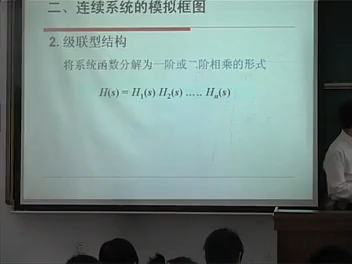 二、连续系统的模拟框图
2. 级联型结构
将系统函数分解为一阶或二阶相乘的形式
H(s) = H₁(s) H₂(s) ..... Hₙ(s)